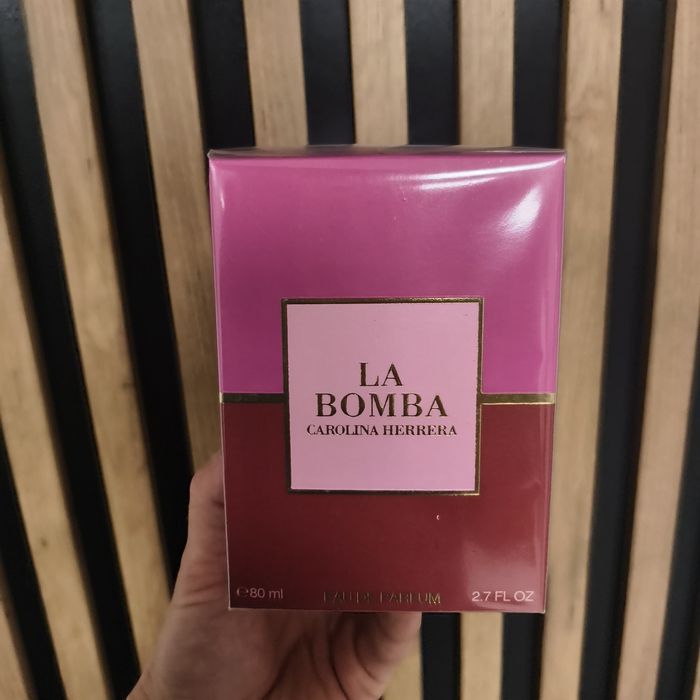 LA
BOMBA
CAROLINA HERRERA
℮80 ml EAU DE PARFUM 2.7 FL OZ